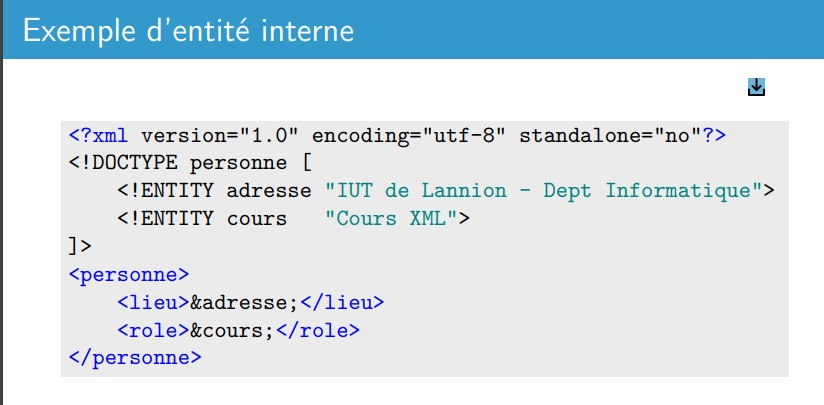 Exemple d'entité interne
<?xml version="1.0" encoding="utf-8" standalone="no"?>
<!DOCTYPE personne [
    <!ENTITY adresse "IUT de Lannion - Dept Informatique">
    <!ENTITY cours   "Cours XML">
]>
<personne>
    <lieu>&adresse;</lieu>
    <role>&cours;</role>
</personne>